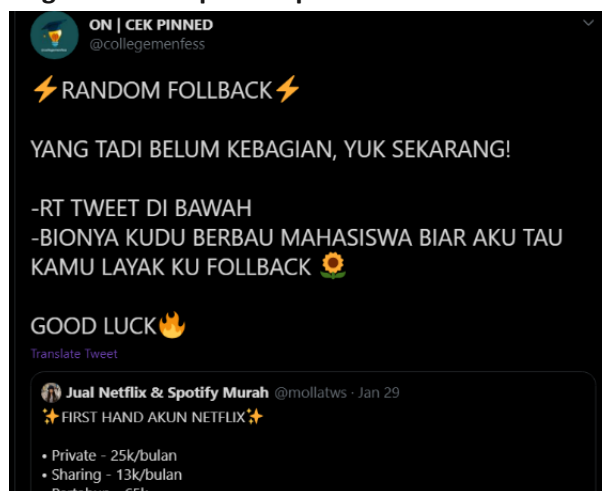 ON | CEK PINNED
@collegemenfess
⚡RANDOM FOLLBACK⚡
YANG TADI BELUM KEBAGIAN, YUK SEKARANG!
-RT TWEET DI BAWAH
-BIONYA KUDU BERBAU MAHASISWA BIAR AKU TAU
KAMU LAYAK KU FOLLBACK 🌻
GOOD LUCK🔥
Translate Tweet
Jual Netflix & Spotify Murah @mollatws · Jan 29
✨FIRST HAND AKUN NETFLIX✨
• Private - 25k/bulan
• Sharing - 13k/bulan